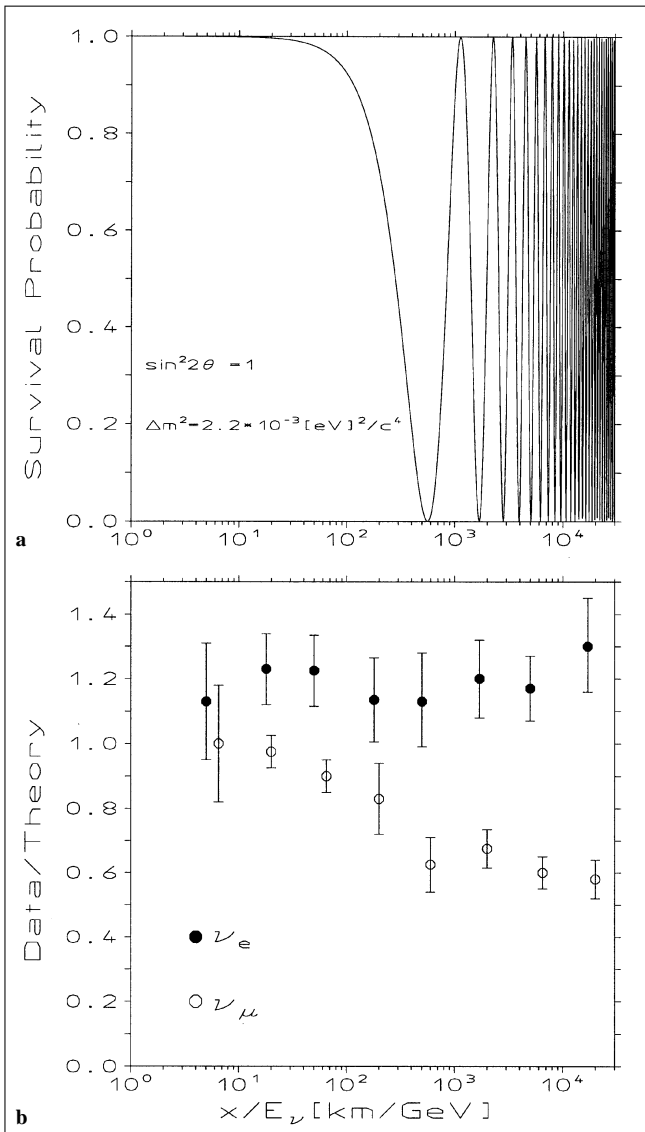 1.0
0.8
0.6
0.4
0.2
0.0
Survival Probability
sin²2θ =1
Δm²=2.2*10⁻³[eV]²/c⁴
10⁰ 10¹ 10² 10³ 10⁴
a
1.4
1.2
1.0
0.8
0.6
0.4
0.2
0.0
Data/Theory
ν_e
ν_μ
10⁰ 10¹ 10² 10³ 10⁴
x/E_ν [km/GeV]
b